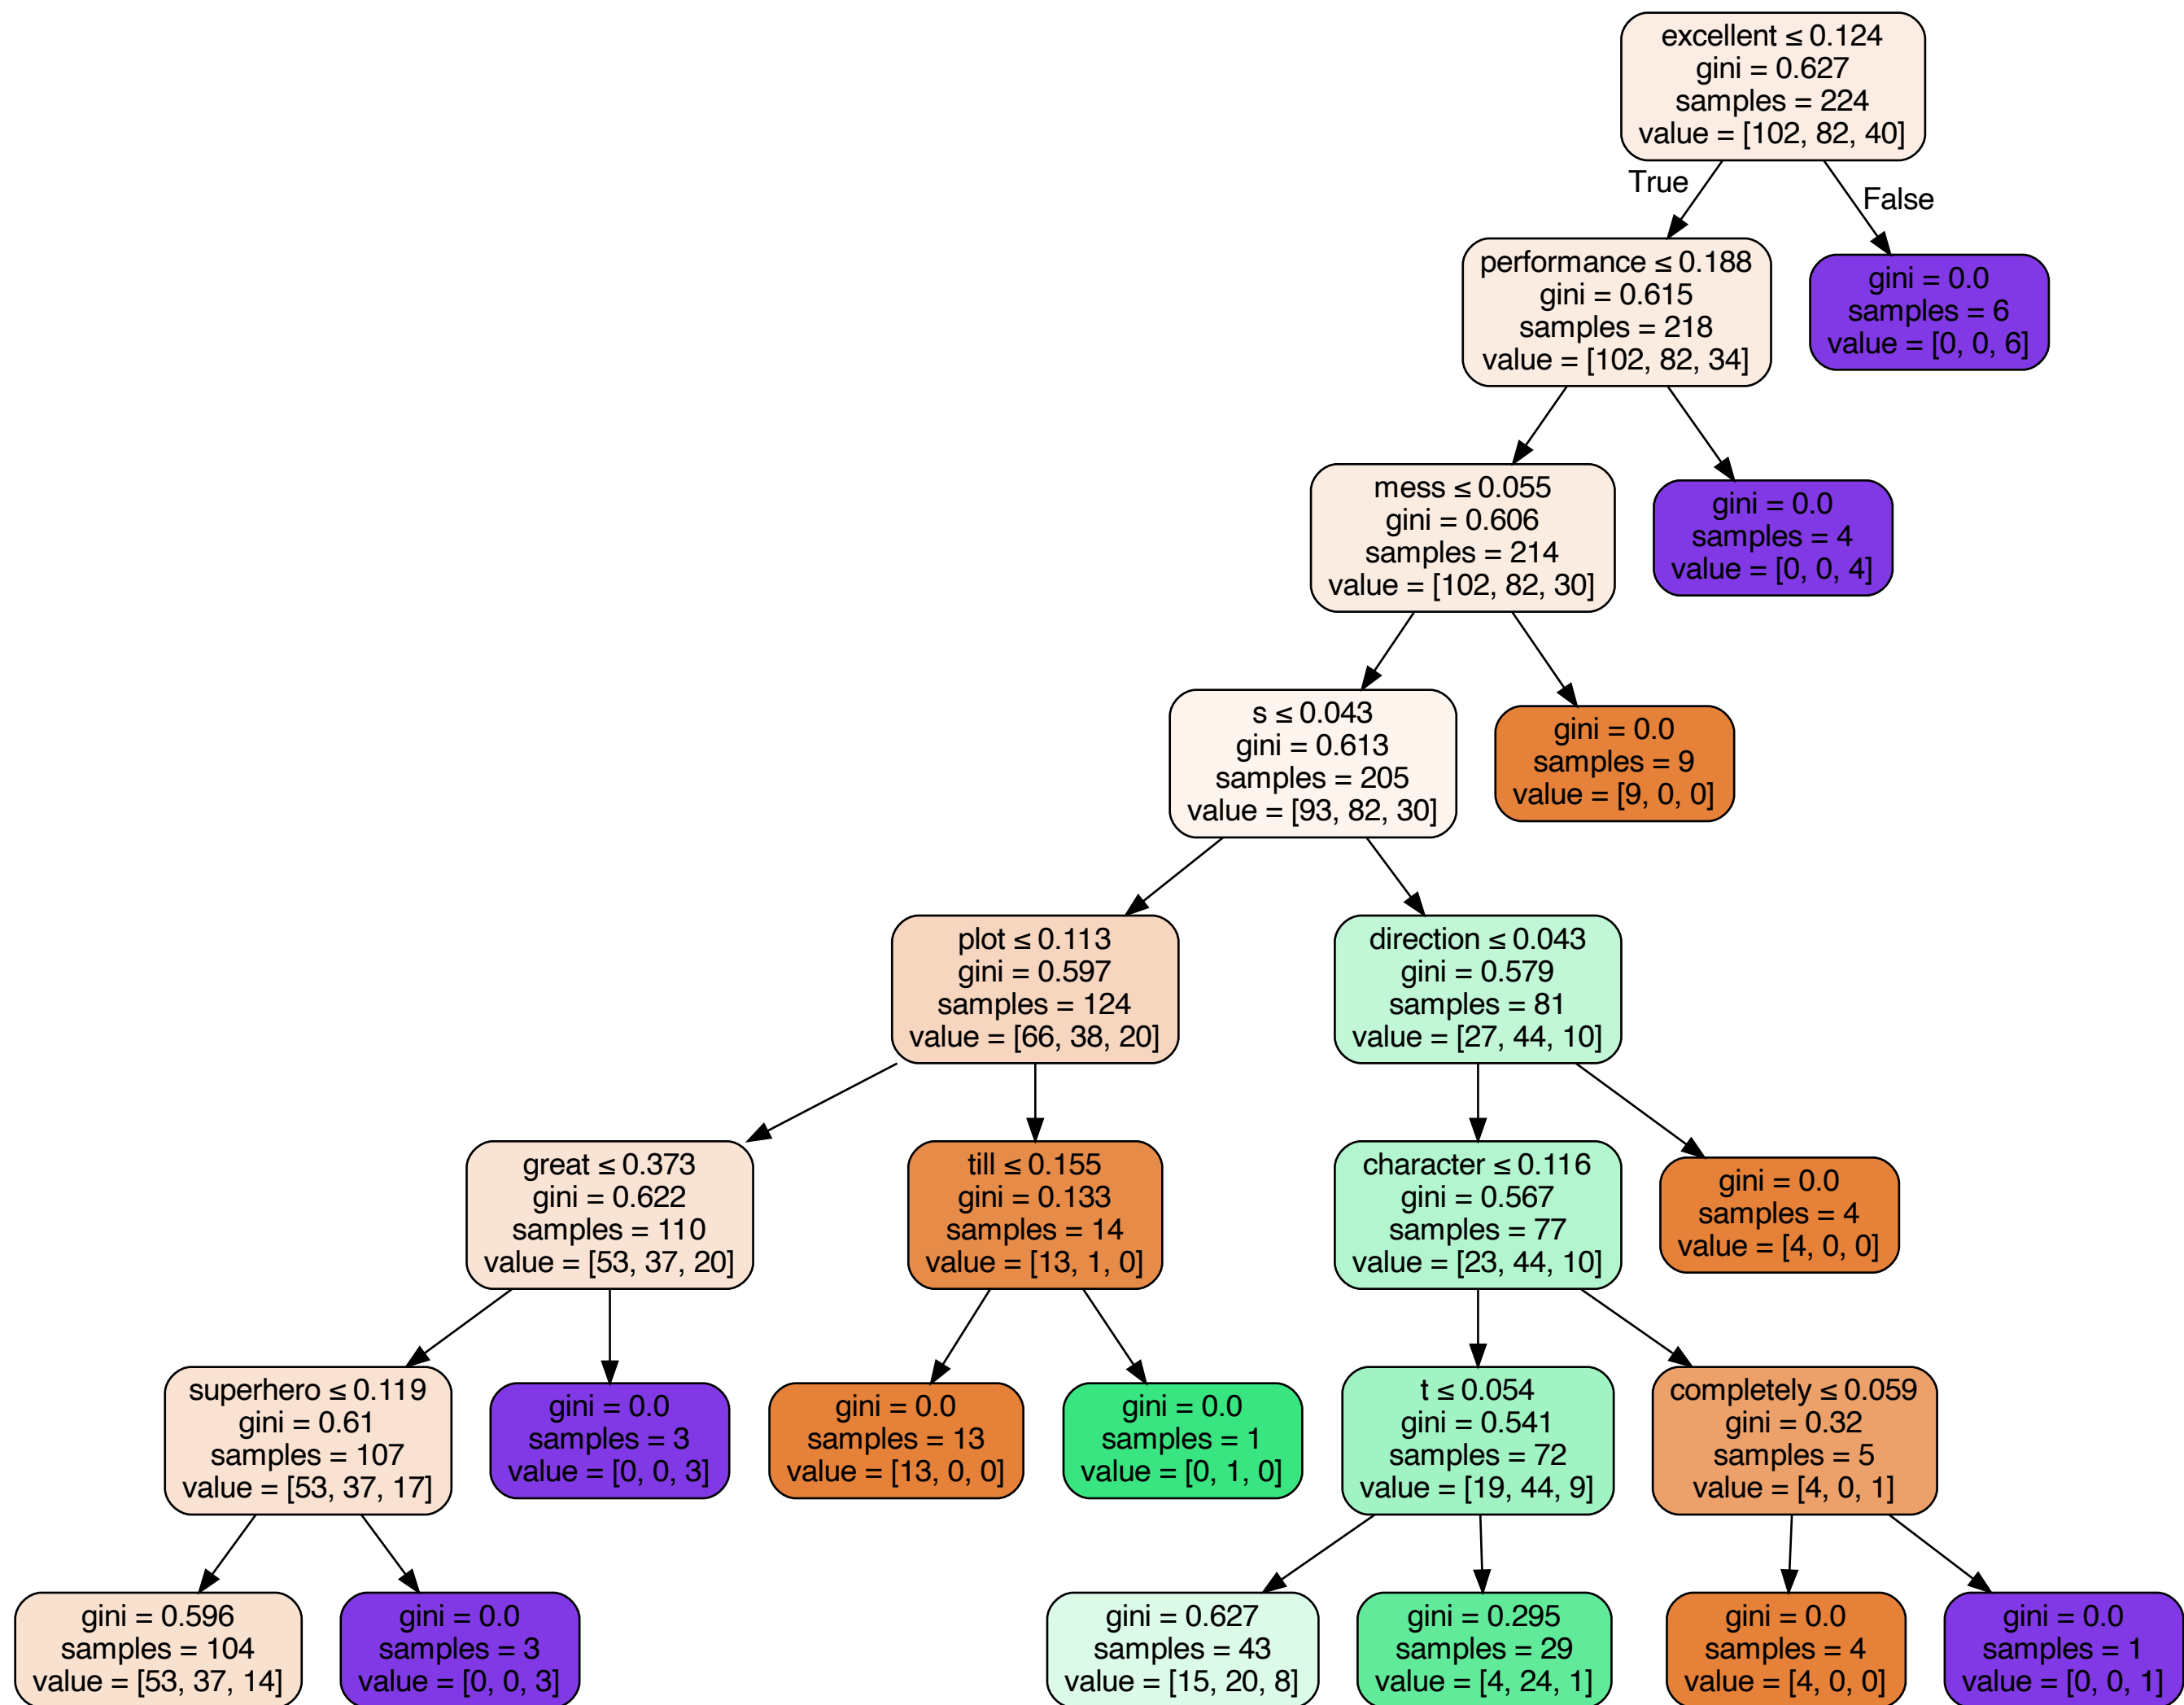 excellent ≤ 0.124
gini = 0.627
samples = 224
value = [102, 82, 40]
True
False
performance ≤ 0.188
gini = 0.615
samples = 218
value = [102, 82, 34]
gini = 0.0
samples = 6
value = [0, 0, 6]
mess ≤ 0.055
gini = 0.606
samples = 214
value = [102, 82, 30]
gini = 0.0
samples = 4
value = [0, 0, 4]
s ≤ 0.043
gini = 0.613
samples = 205
value = [93, 82, 30]
gini = 0.0
samples = 9
value = [9, 0, 0]
plot ≤ 0.113
gini = 0.597
samples = 124
value = [66, 38, 20]
direction ≤ 0.043
gini = 0.579
samples = 81
value = [27, 44, 10]
great ≤ 0.373
gini = 0.622
samples = 110
value = [53, 37, 20]
till ≤ 0.155
gini = 0.133
samples = 14
value = [13, 1, 0]
character ≤ 0.116
gini = 0.567
samples = 77
value = [23, 44, 10]
gini = 0.0
samples = 4
value = [4, 0, 0]
superhero ≤ 0.119
gini = 0.61
samples = 107
value = [53, 37, 17]
gini = 0.0
samples = 3
value = [0, 0, 3]
gini = 0.0
samples = 13
value = [13, 0, 0]
gini = 0.0
samples = 1
value = [0, 1, 0]
t ≤ 0.054
gini = 0.541
samples = 72
value = [19, 44, 9]
completely ≤ 0.059
gini = 0.32
samples = 5
value = [4, 0, 1]
gini = 0.596
samples = 104
value = [53, 37, 14]
gini = 0.0
samples = 3
value = [0, 0, 3]
gini = 0.627
samples = 43
value = [15, 20, 8]
gini = 0.295
samples = 29
value = [4, 24, 1]
gini = 0.0
samples = 4
value = [4, 0, 0]
gini = 0.0
samples = 1
value = [0, 0, 1]